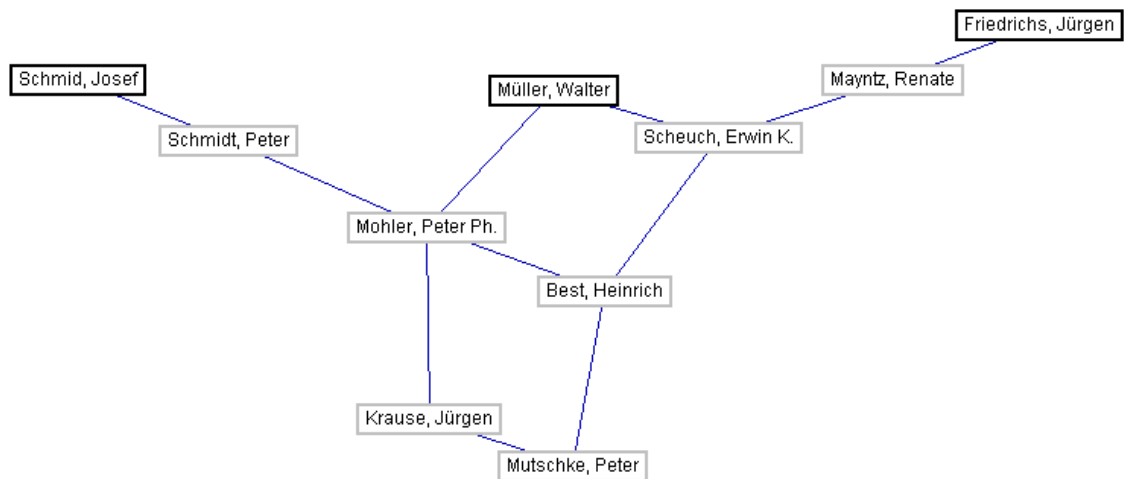 Friedrichs, Jürgen
Schmid, Josef
Mayntz, Renate
Müller, Walter
Schmidt, Peter
Scheuch, Erwin K.
Mohler, Peter Ph.
Best, Heinrich
Krause, Jürgen
Mutschke, Peter